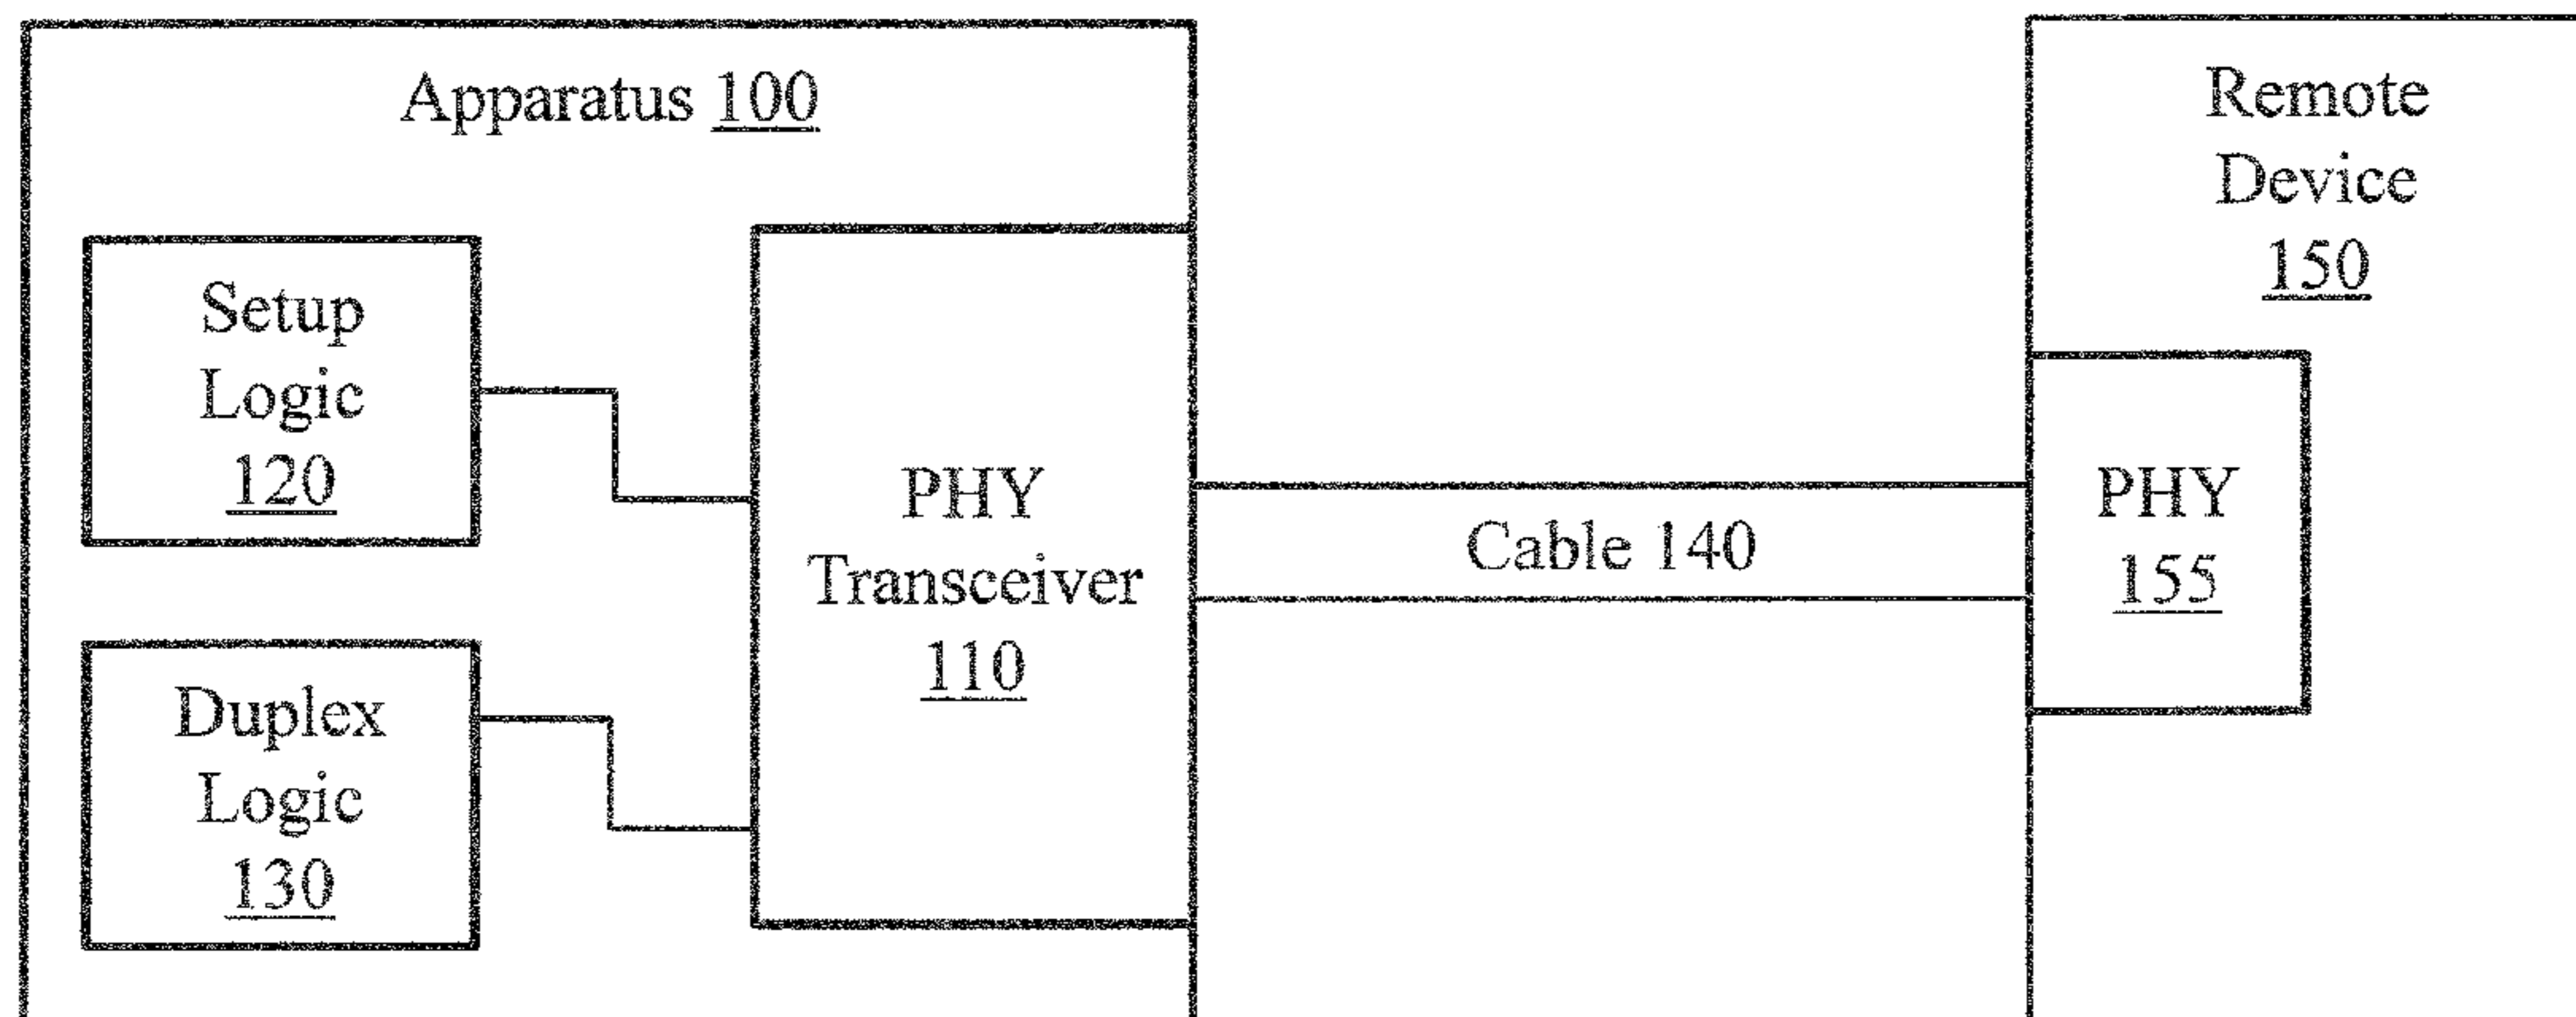 Apparatus 100
Setup
Logic
120
Duplex
Logic
130
PHY
Transceiver
110
Cable 140
Remote
Device
150
PHY
155